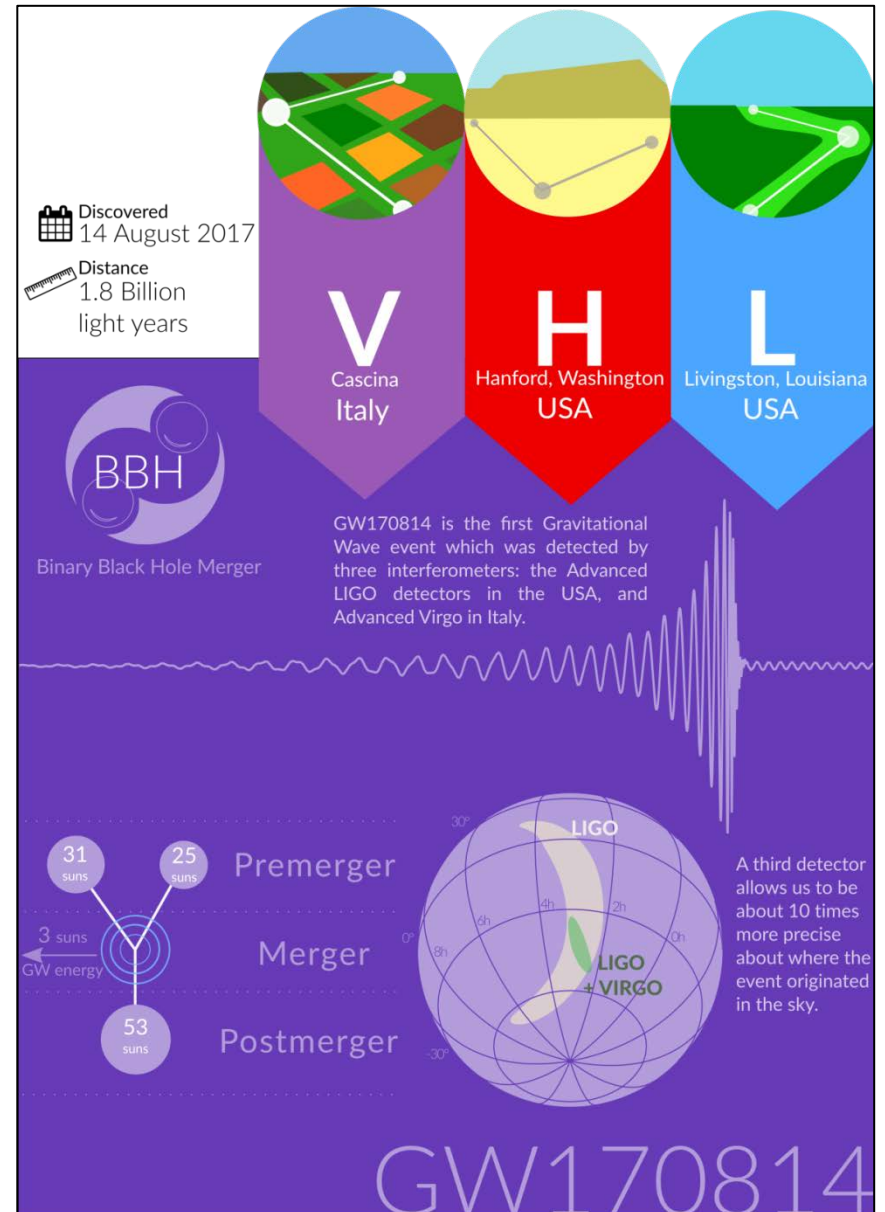 Discovered
14 August 2017
Distance
1.8 Billion
light years
V
Cascina
Italy
H
Hanford, Washington
USA
L
Livingston, Louisiana
USA
BBH
Binary Black Hole Merger
GW170814 is the first Gravitational
Wave event which was detected by
three interferometers: the Advanced
LIGO detectors in the USA, and
Advanced Virgo in Italy.
31
suns
25
suns
Premerger
3 suns
GW energy
Merger
53
suns
Postmerger
30°
LIGO
4h
2h
6h
0h
0°
8h
LIGO
+ VIRGO
-30°
A third detector
allows us to be
about 10 times
more precise
about where the
event originated
in the sky.
GW170814